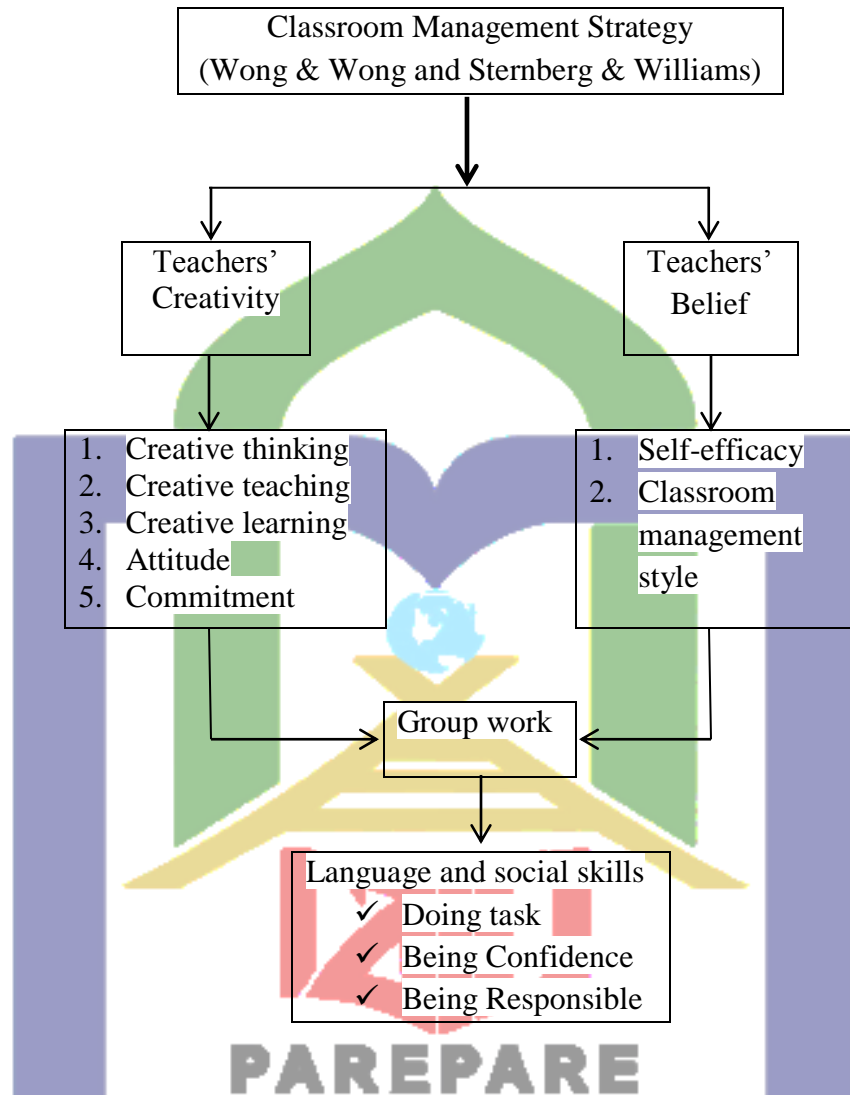 Classroom Management Strategy
(Wong & Wong and Sternberg & Williams)
Teachers’
Creativity
Teachers’
Belief
1. Creative thinking
2. Creative teaching
3. Creative learning
4. Attitude
5. Commitment
1. Self-efficacy
2. Classroom
management
style
Group work
Language and social skills
✓ Doing task
✓ Being Confidence
✓ Being Responsible
PAREPARE